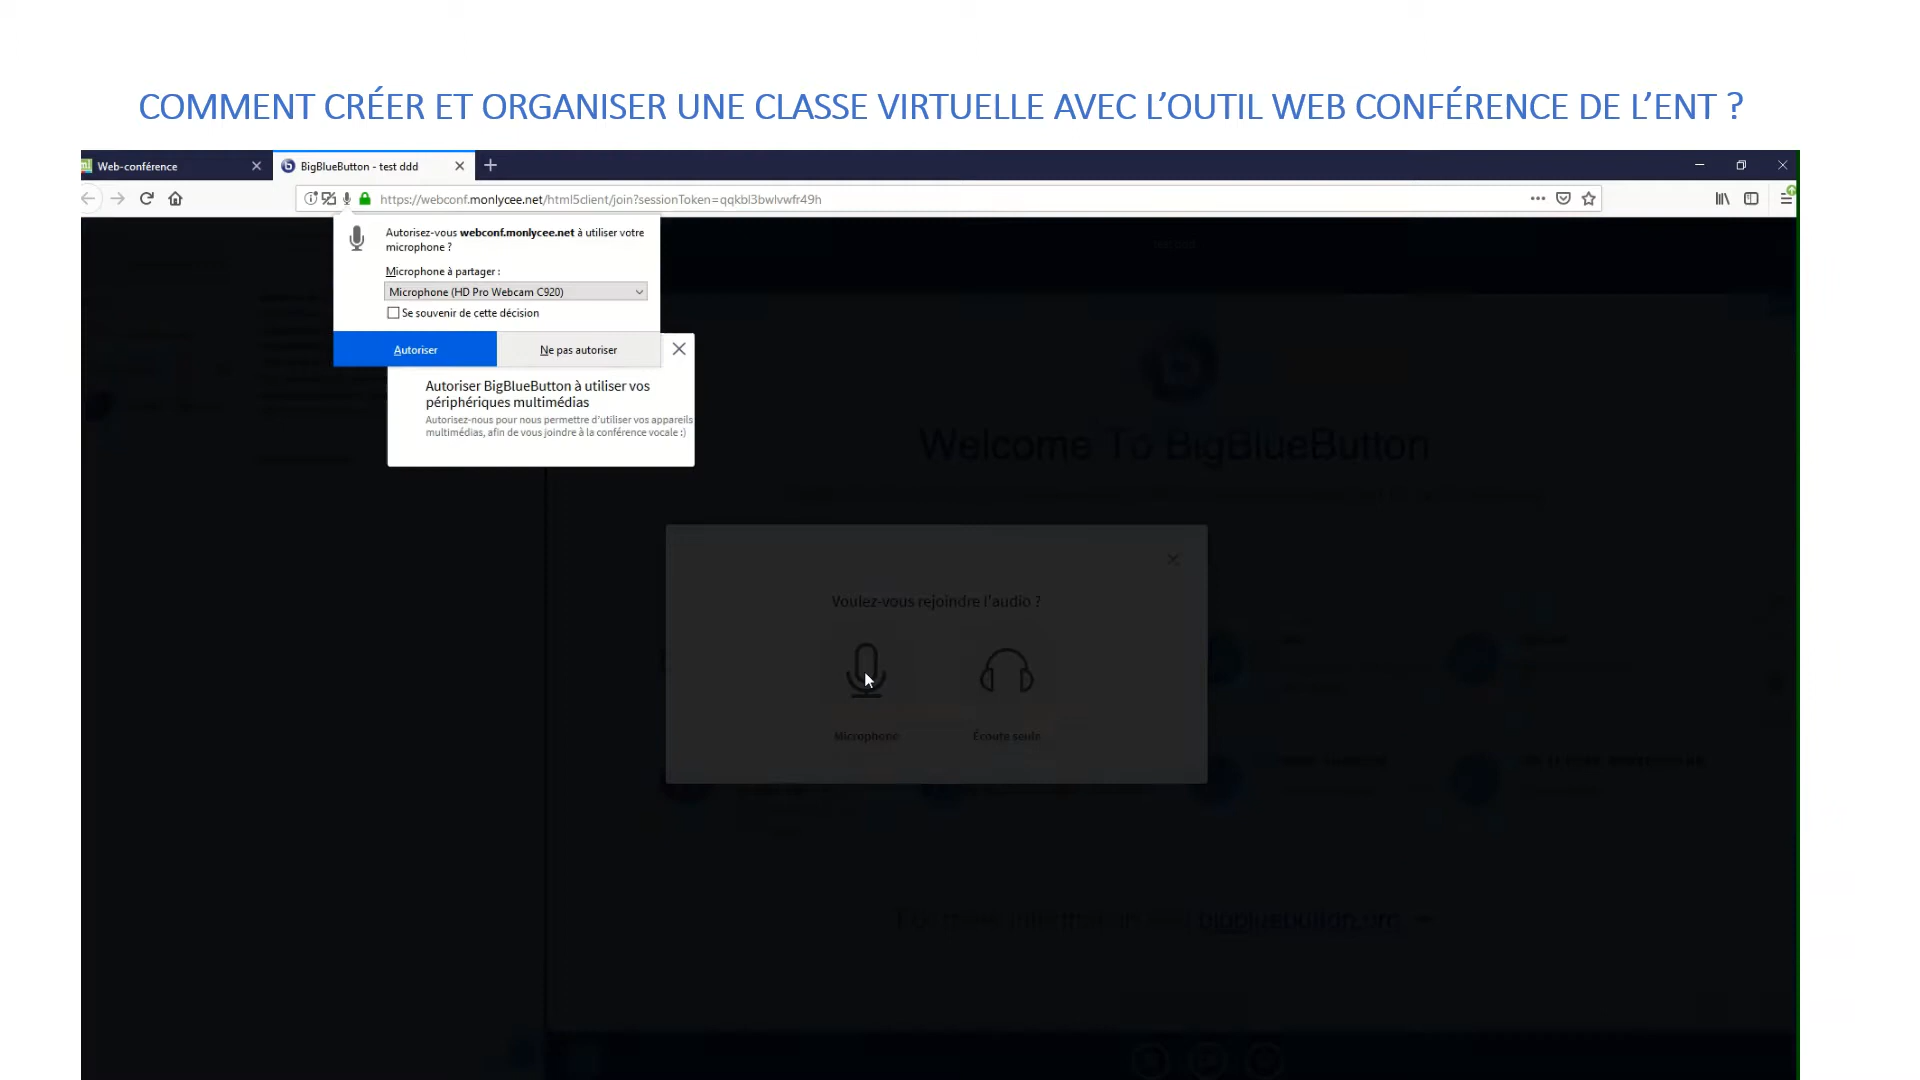 COMMENT CRÉER ET ORGANISER UNE CLASSE VIRTUELLE AVEC L’OUTIL WEB CONFÉRENCE DE L’ENT ?
Web-conférence
BigBlueButton - test ddd
https://webconf.monlycee.net/html5client/join?sessionToken=qqkbl3bwlvwfr49h
Autorisez-vous webconf.monlycee.net à utiliser votre
microphone ?
Microphone à partager :
Microphone (HD Pro Webcam C920)
Se souvenir de cette décision
Autoriser
Ne pas autoriser
Autoriser BigBlueButton à utiliser vos
périphériques multimédias
Autorisez-nous pour nous permettre d'utiliser vos appareils
multimédias, afin de vous joindre à la conférence vocale :)
Welcome To BigBlueButton
Voulez-vous rejoindre l'audio ?
Microphone
Écoute seule